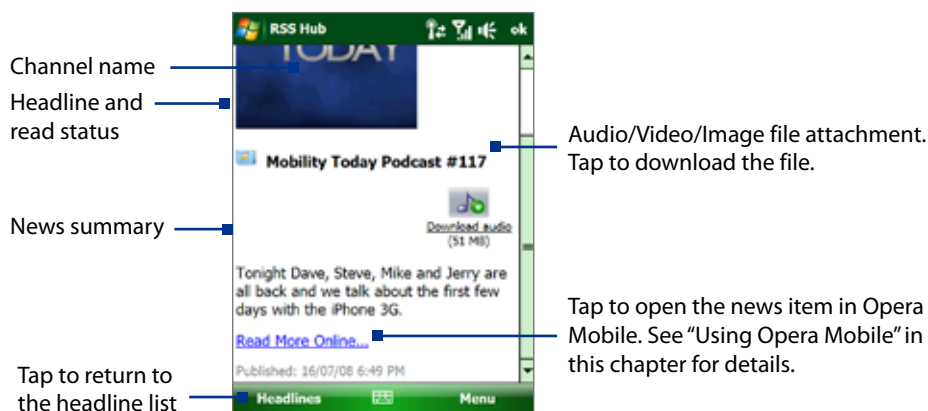 RSS Hub
ok
TODAY
Channel name
Headline and
read status
Mobility Today Podcast #117
Audio/Video/Image file attachment.
Tap to download the file.
Download audio
(51 MB)
News summary
Tonight Dave, Steve, Mike and Jerry are
all back and we talk about the first few
days with the iPhone 3G.
Read More Online...
Tap to open the news item in Opera
Mobile. See “Using Opera Mobile” in
this chapter for details.
Published: 16/07/08 6:49 PM
Tap to return to
the headline list
Headlines
Menu